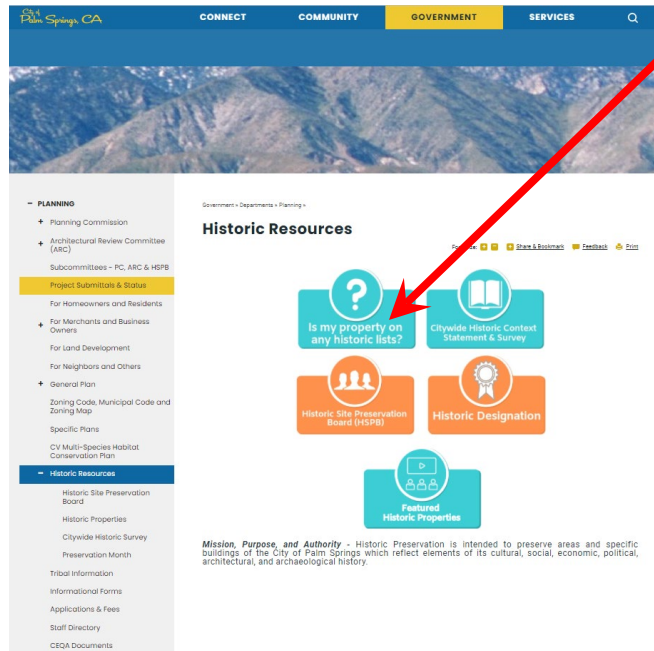 City of
Palm Springs, CA
CONNECT
COMMUNITY
GOVERNMENT
SERVICES
− PLANNING
+ Planning Commission
+ Architectural Review Committee
(ARC)
Subcommittees - PC, ARC & HSPB
Project Submittals & Status
For Homeowners and Residents
+ For Merchants and Business
Owners
For Land Development
For Neighbors and Others
+ General Plan
Zoning Code, Municipal Code and
Zoning Map
Specific Plans
CV Multi-Species Habitat
Conservation Plan
− Historic Resources
Historic Site Preservation
Board
Historic Properties
Citywide Historic Survey
Preservation Month
Tribal Information
Informational Forms
Applications & Fees
Staff Directory
CEQA Documents
Government » Departments » Planning »
Historic Resources
Share & Bookmark Feedback Print
Is my property on
any historic lists?
Citywide Historic Context
Statement & Survey
Historic Site Preservation
Board (HSPB)
Historic Designation
Featured
Historic Properties
Mission, Purpose, and Authority - Historic Preservation is intended to preserve areas and specific
buildings of the City of Palm Springs which reflect elements of its cultural, social, economic, political,
architectural, and archaeological history.